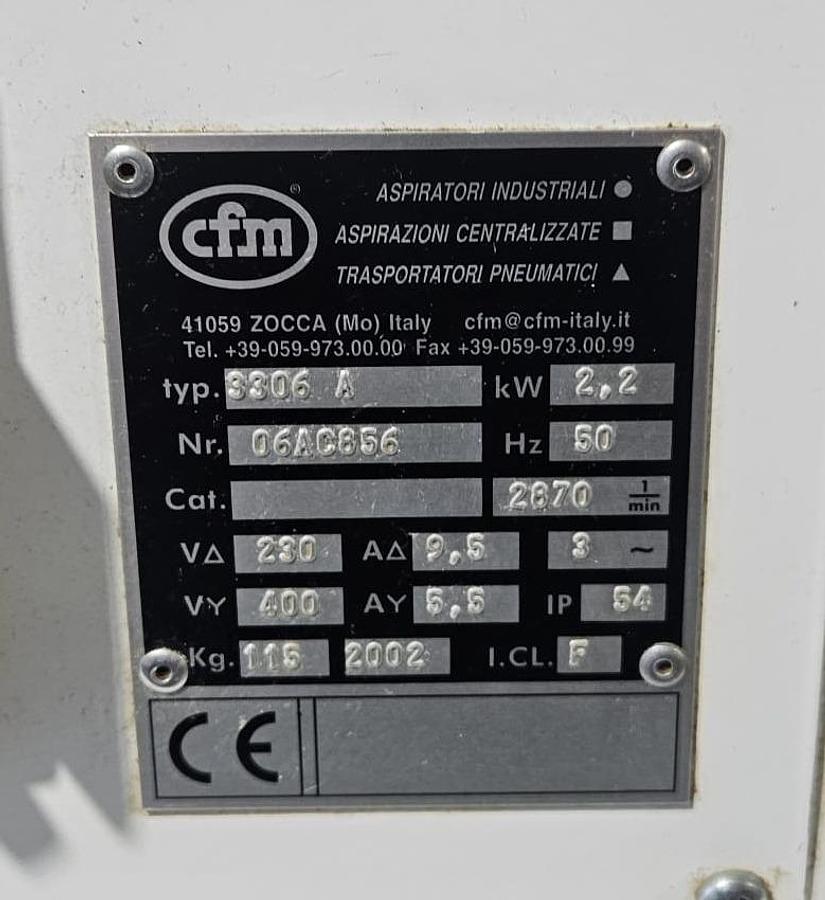 cfm ®
ASPIRATORI INDUSTRIALI ●
ASPIRAZIONI CENTRALIZZATE ■
TRASPORTATORI PNEUMATICI ▲
41059 ZOCCA (Mo) Italy cfm@cfm-italy.it
Tel. +39-059-973.00.00 Fax +39-059-973.00.99
typ. 3306 A kW 2,2
Nr. 06AC856 Hz 50
Cat. 2870 1/min
V△ 230 A△ 9,5 3 ~
VY 400 AY 5,5 IP 54
Kg. 115 2002 I.CL. F
CE